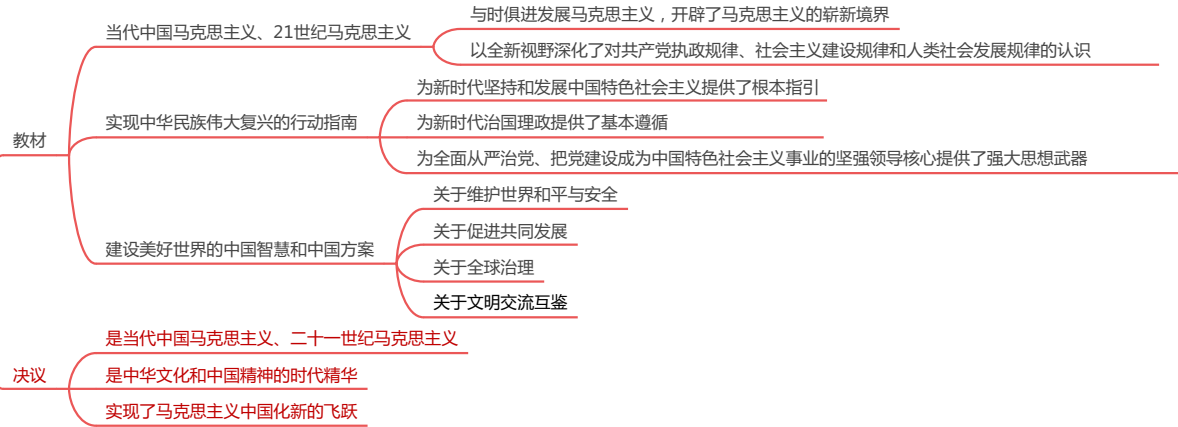 与时俱进发展马克思主义，开辟了马克思主义的崭新境界
当代中国马克思主义、21世纪马克思主义
以全新视野深化了对共产党执政规律、社会主义建设规律和人类社会发展规律的认识
为新时代坚持和发展中国特色社会主义提供了根本指引
实现中华民族伟大复兴的行动指南
为新时代治国理政提供了基本遵循
教材
为全面从严治党、把党建设成为中国特色社会主义事业的坚强领导核心提供了强大思想武器
关于维护世界和平与安全
关于促进共同发展
建设美好世界的中国智慧和中国方案
关于全球治理
关于文明交流互鉴
是当代中国马克思主义、二十一世纪马克思主义
决议
是中华文化和中国精神的时代精华
实现了马克思主义中国化新的飞跃